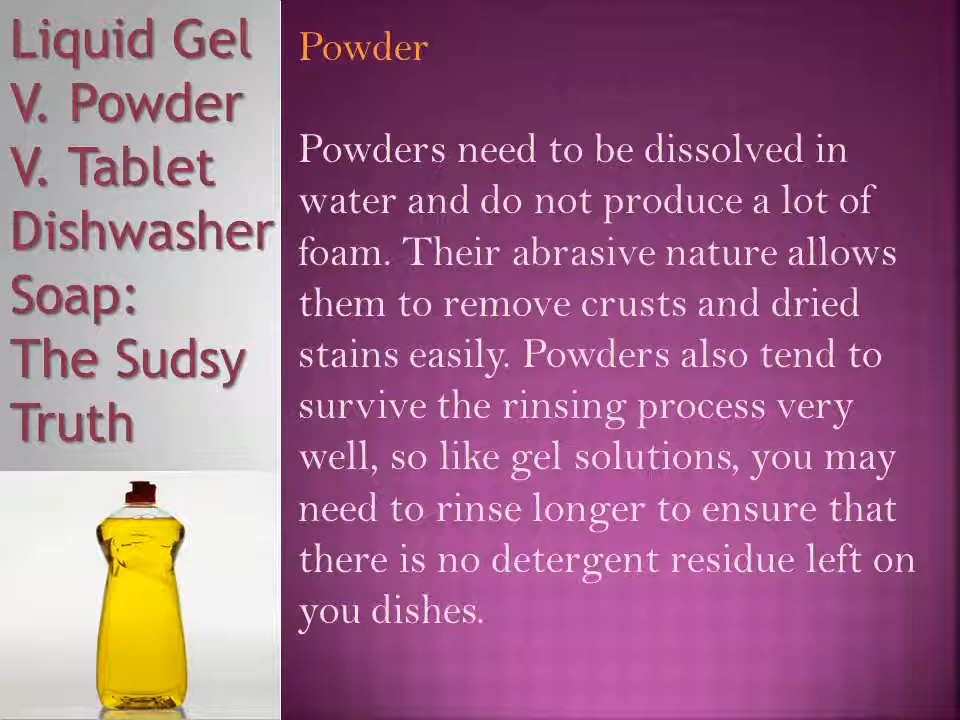 Liquid Gel
V. Powder
V. Tablet
Dishwasher
Soap:
The Sudsy
Truth
Powder
Powders need to be dissolved in
water and do not produce a lot of
foam. Their abrasive nature allows
them to remove crusts and dried
stains easily. Powders also tend to
survive the rinsing process very
well, so like gel solutions, you may
need to rinse longer to ensure that
there is no detergent residue left on
you dishes.